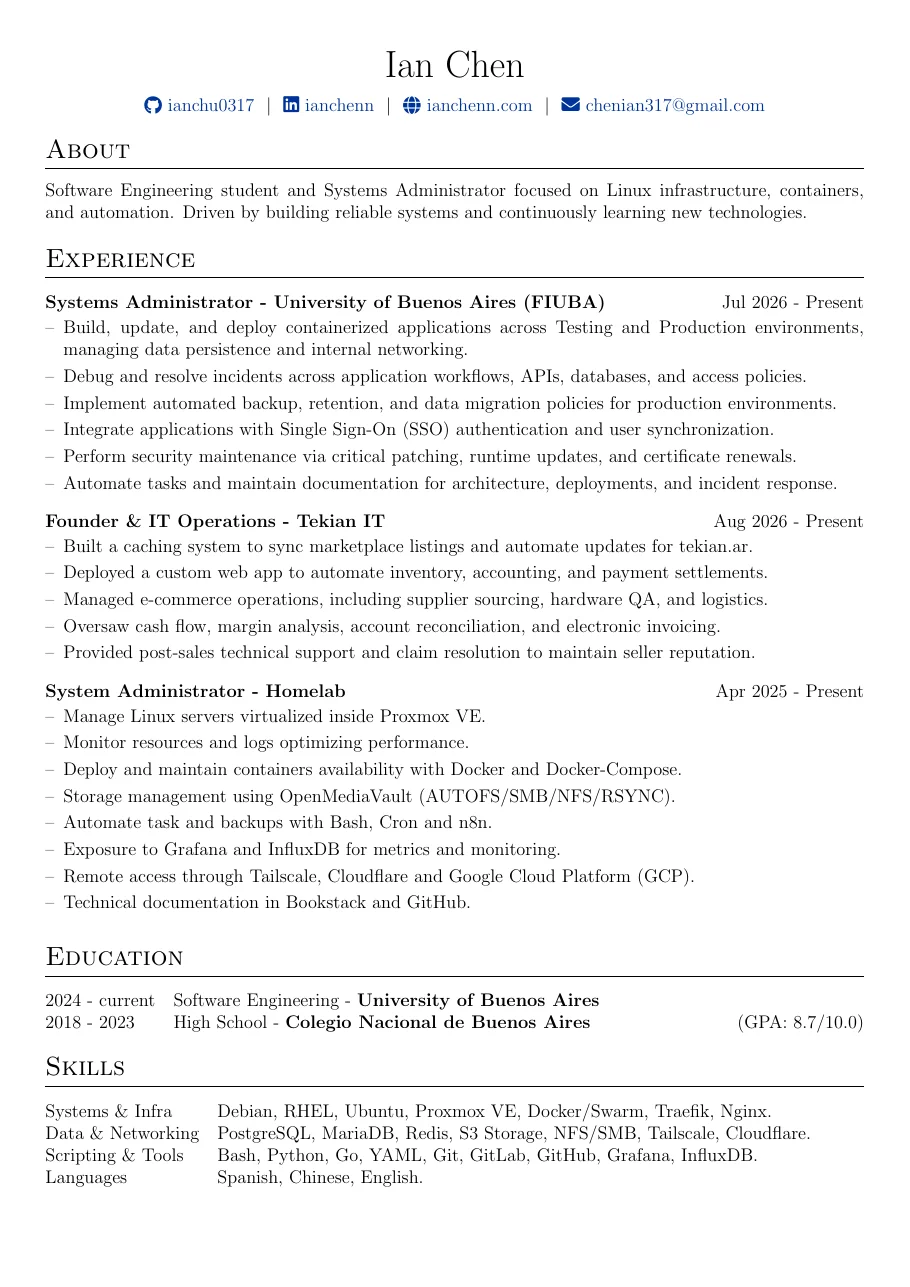 Ian Chen
ianchu0317 | ianchenn | ianchenn.com | chenian317@gmail.com
About
Software Engineering student and Systems Administrator focused on Linux infrastructure, containers,
and automation. Driven by building reliable systems and continuously learning new technologies.
Experience
Systems Administrator - University of Buenos Aires (FIUBA) Jul 2026 - Present
– Build, update, and deploy containerized applications across Testing and Production environments,
managing data persistence and internal networking.
– Debug and resolve incidents across application workflows, APIs, databases, and access policies.
– Implement automated backup, retention, and data migration policies for production environments.
– Integrate applications with Single Sign-On (SSO) authentication and user synchronization.
– Perform security maintenance via critical patching, runtime updates, and certificate renewals.
– Automate tasks and maintain documentation for architecture, deployments, and incident response.
Founder & IT Operations - Tekian IT Aug 2026 - Present
– Built a caching system to sync marketplace listings and automate updates for tekian.ar.
– Deployed a custom web app to automate inventory, accounting, and payment settlements.
– Managed e-commerce operations, including supplier sourcing, hardware QA, and logistics.
– Oversaw cash flow, margin analysis, account reconciliation, and electronic invoicing.
– Provided post-sales technical support and claim resolution to maintain seller reputation.
System Administrator - Homelab Apr 2025 - Present
– Manage Linux servers virtualized inside Proxmox VE.
– Monitor resources and logs optimizing performance.
– Deploy and maintain containers availability with Docker and Docker-Compose.
– Storage management using OpenMediaVault (AUTOFS/SMB/NFS/RSYNC).
– Automate task and backups with Bash, Cron and n8n.
– Exposure to Grafana and InfluxDB for metrics and monitoring.
– Remote access through Tailscale, Cloudflare and Google Cloud Platform (GCP).
– Technical documentation in Bookstack and GitHub.
Education
2024 - current Software Engineering - University of Buenos Aires
2018 - 2023 High School - Colegio Nacional de Buenos Aires (GPA: 8.7/10.0)
Skills
Systems & Infra Debian, RHEL, Ubuntu, Proxmox VE, Docker/Swarm, Traefik, Nginx.
Data & Networking PostgreSQL, MariaDB, Redis, S3 Storage, NFS/SMB, Tailscale, Cloudflare.
Scripting & Tools Bash, Python, Go, YAML, Git, GitLab, GitHub, Grafana, InfluxDB.
Languages Spanish, Chinese, English.